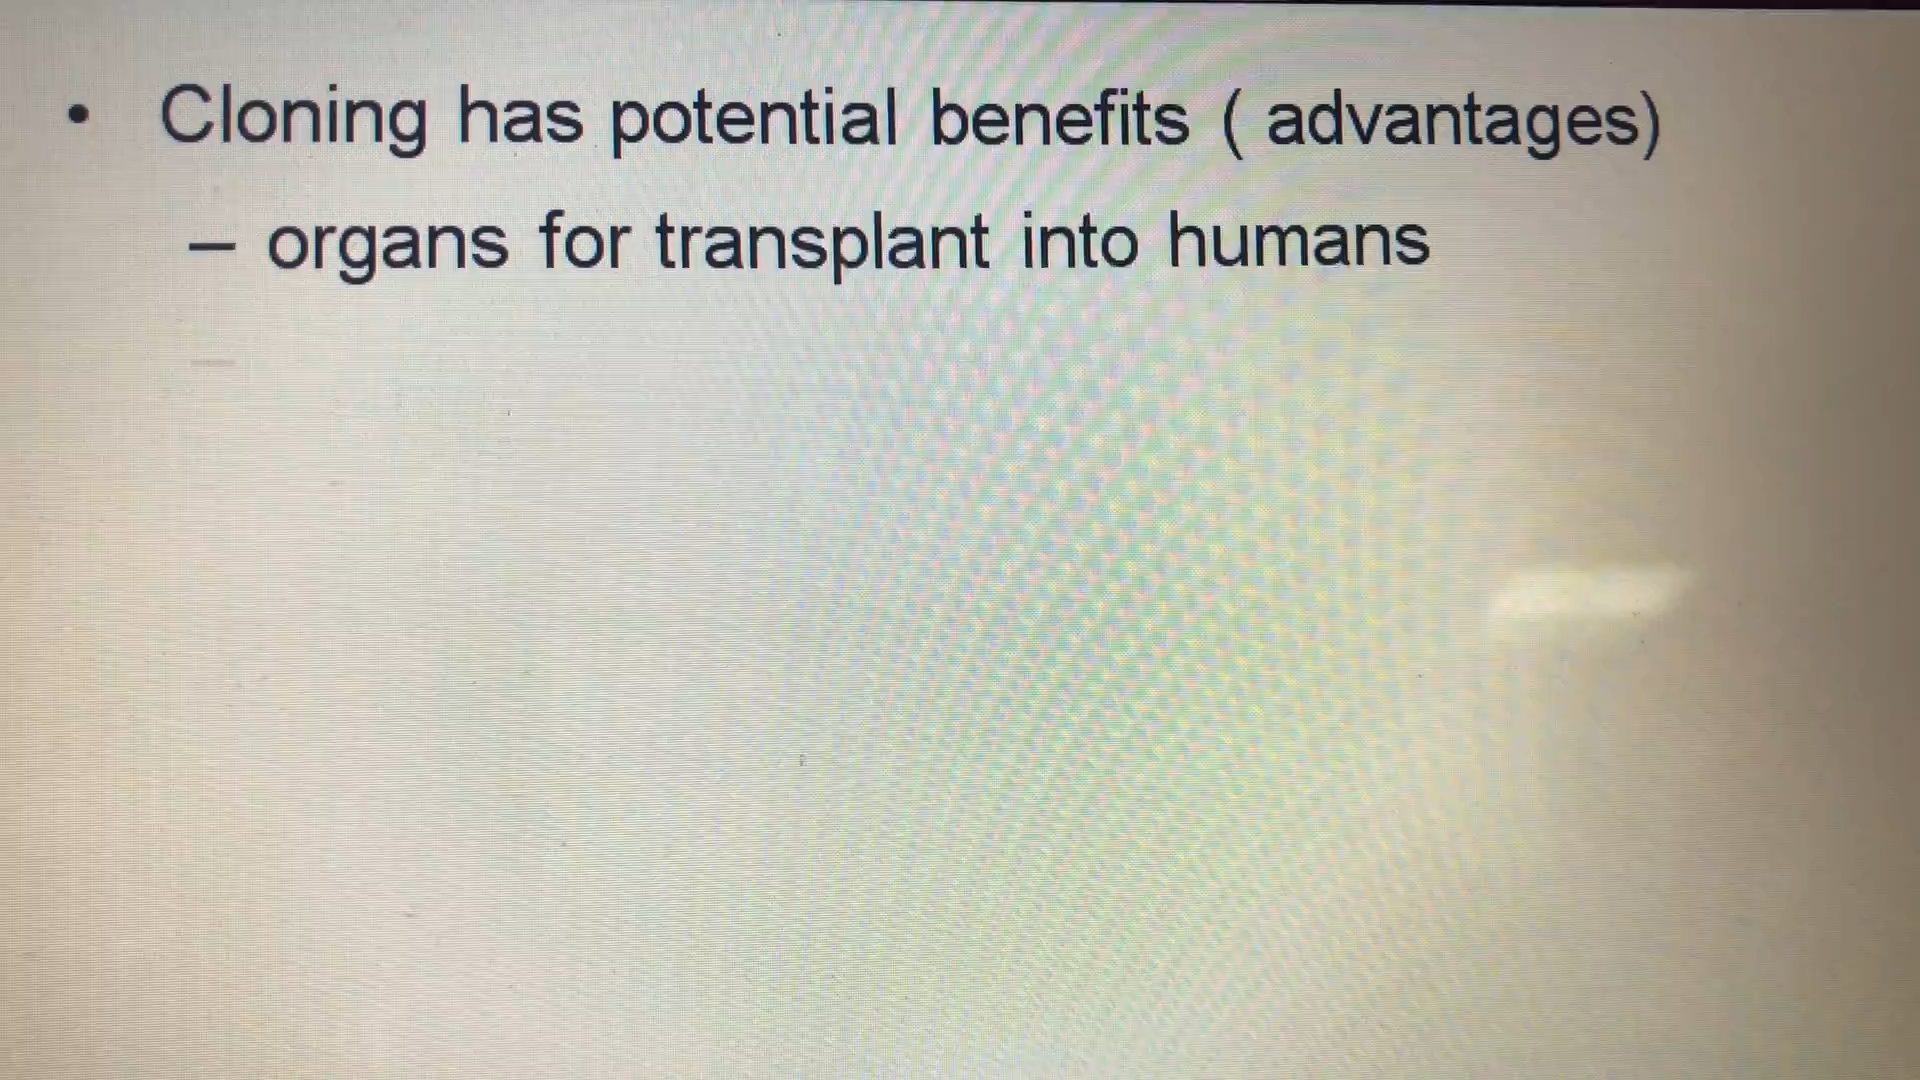 • Cloning has potential benefits ( advantages)
– organs for transplant into humans
–